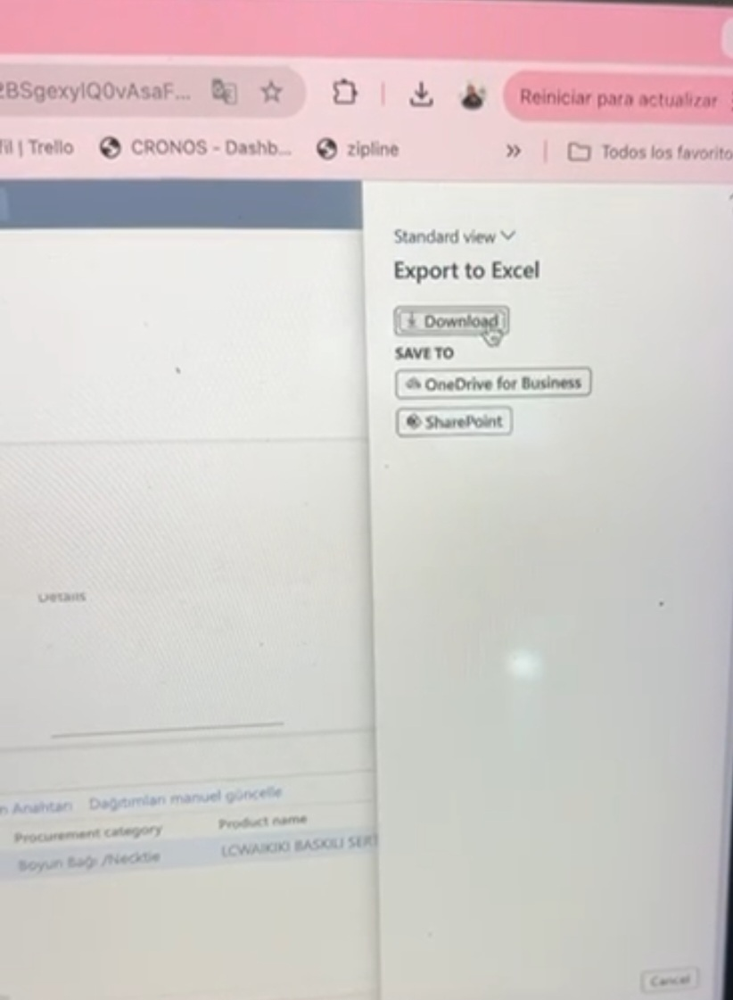 2BSgexylQ0vAsaF...
Reiniciar para actualizar
fil | Trello
CRONOS - Dashb...
zipline
»
Todos los favorito
Standard view
Export to Excel
Download
SAVE TO
OneDrive for Business
SharePoint
Details
n Anahtarı
Dağıtımları manuel güncelle
Procurement category
Product name
Boyun Bağı /Necktie
LCWAIKIKI BASKILI SERT
Cancel